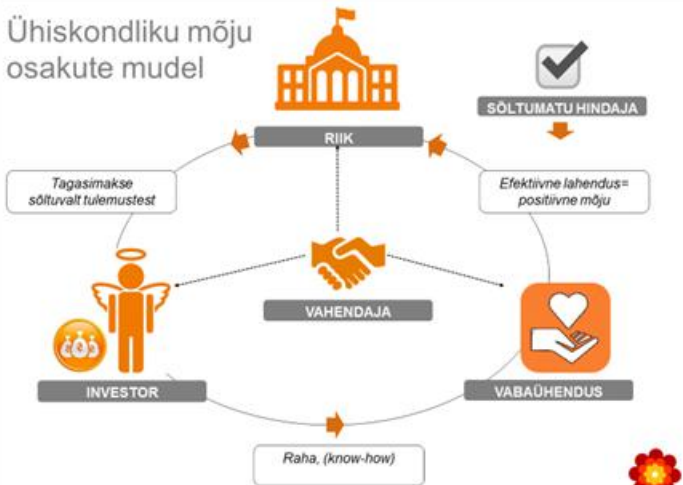 Ühiskondliku mõju
osakute mudel
SÕLTUMATU HINDAJA
RIIK
Tagasimakse
sõltuvalt tulemustest
Efektiivne lahendus=
positiivne mõju
VAHENDAJA
INVESTOR
VABAÜHENDUS
Raha, (know-how)